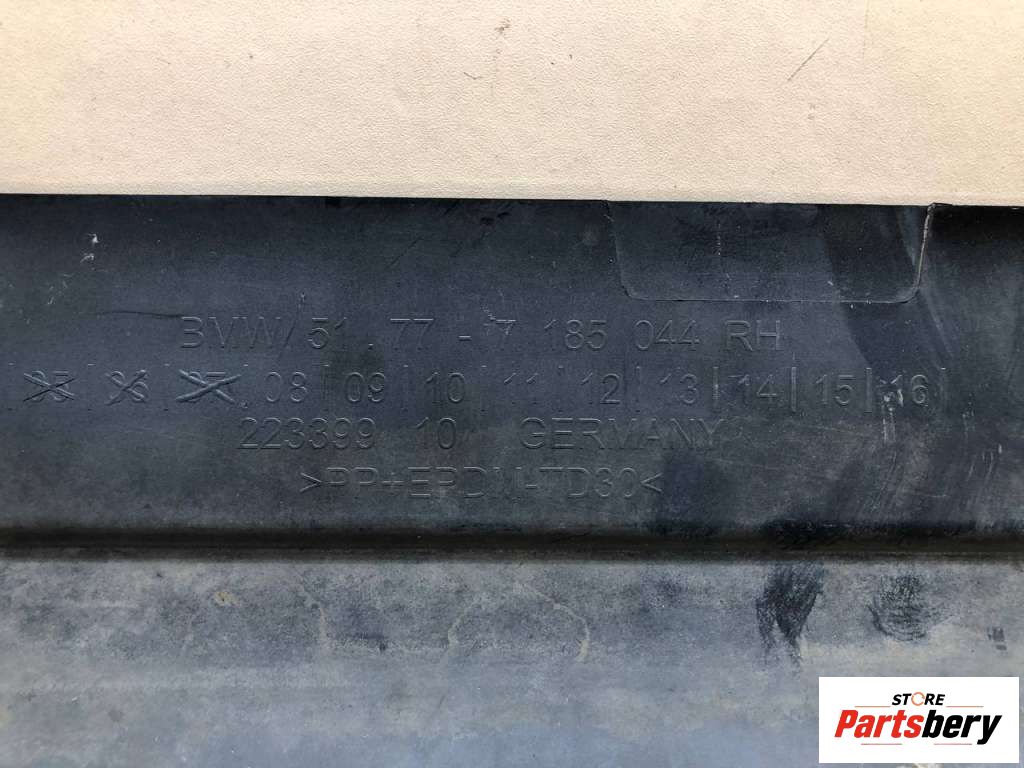 BMW/51.77-7 185 044 RH
05 06 07 08|09|10|11|12|13|14|15|16|
223399 10 GERMANY
>PP+EPDM-TD30<
STORE
Partsbery